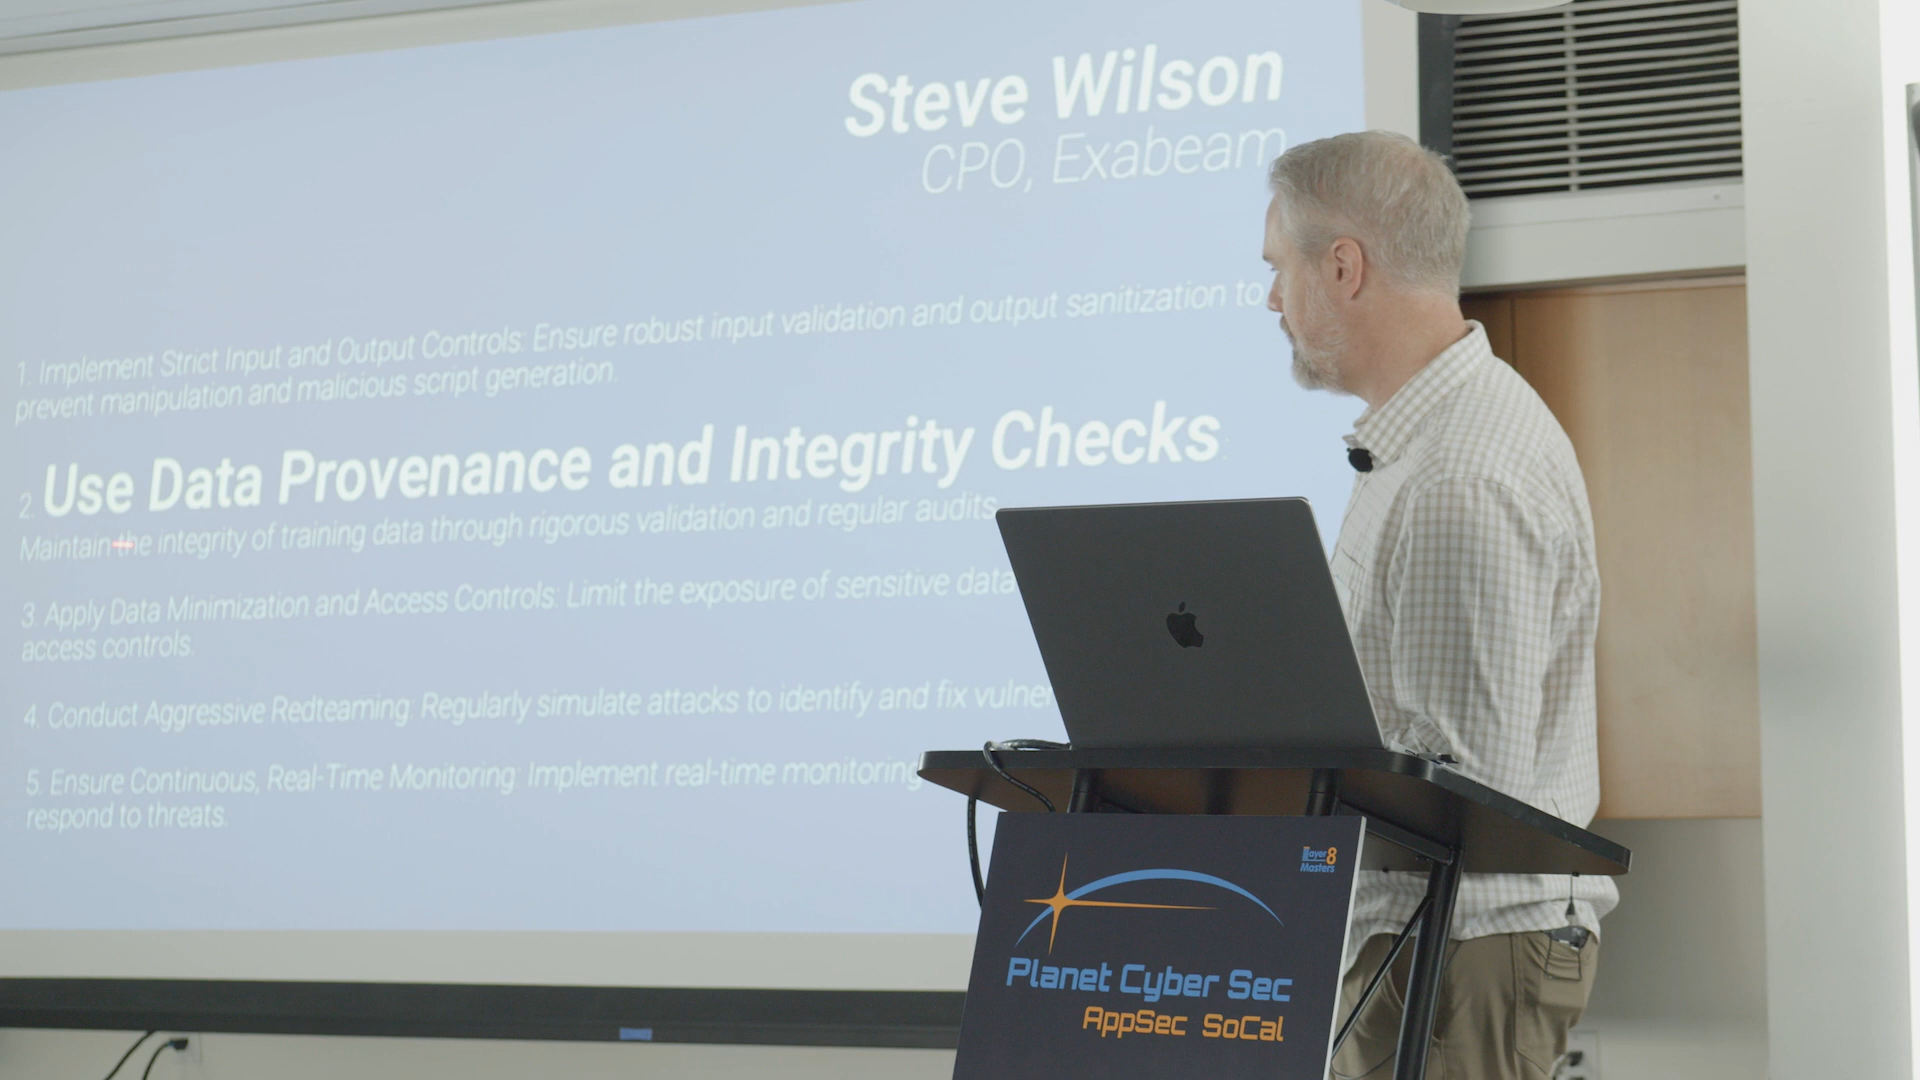 Steve Wilson
CPO, Exabeam
1. Implement Strict Input and Output Controls: Ensure robust input validation and output sanitization to
prevent manipulation and malicious script generation.
2. Use Data Provenance and Integrity Checks:
Maintain the integrity of training data through rigorous validation and regular audits
3. Apply Data Minimization and Access Controls: Limit the exposure of sensitive data
access controls.
4. Conduct Aggressive Redteaming: Regularly simulate attacks to identify and fix
5. Ensure Continuous, Real-Time Monitoring: Implement real-time monitoring
respond to threats.
Layer 8
Masters
Planet Cyber Sec
AppSec SoCal